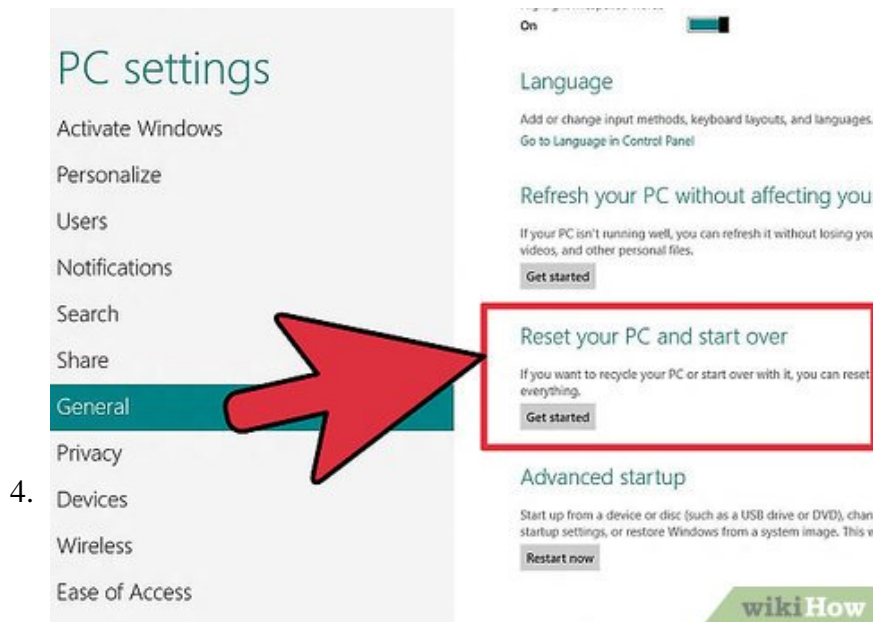 PC settings
Activate Windows
Personalize
Users
Notifications
Search
Share
General
Privacy
4.
Devices
Wireless
Ease of Access
On
Language
Add or change input methods, keyboard layouts, and languages.
Go to Language in Control Panel
Refresh your PC without affecting you
If your PC isn't running well, you can refresh it without losing you
videos, and other personal files.
Get started
Reset your PC and start over
If you want to recycle your PC or start over with it, you can reset
everything.
Get started
Advanced startup
Start up from a device or disc (such as a USB drive or DVD), chan
startup settings, or restore Windows from a system image. This w
Restart now
wikiHow